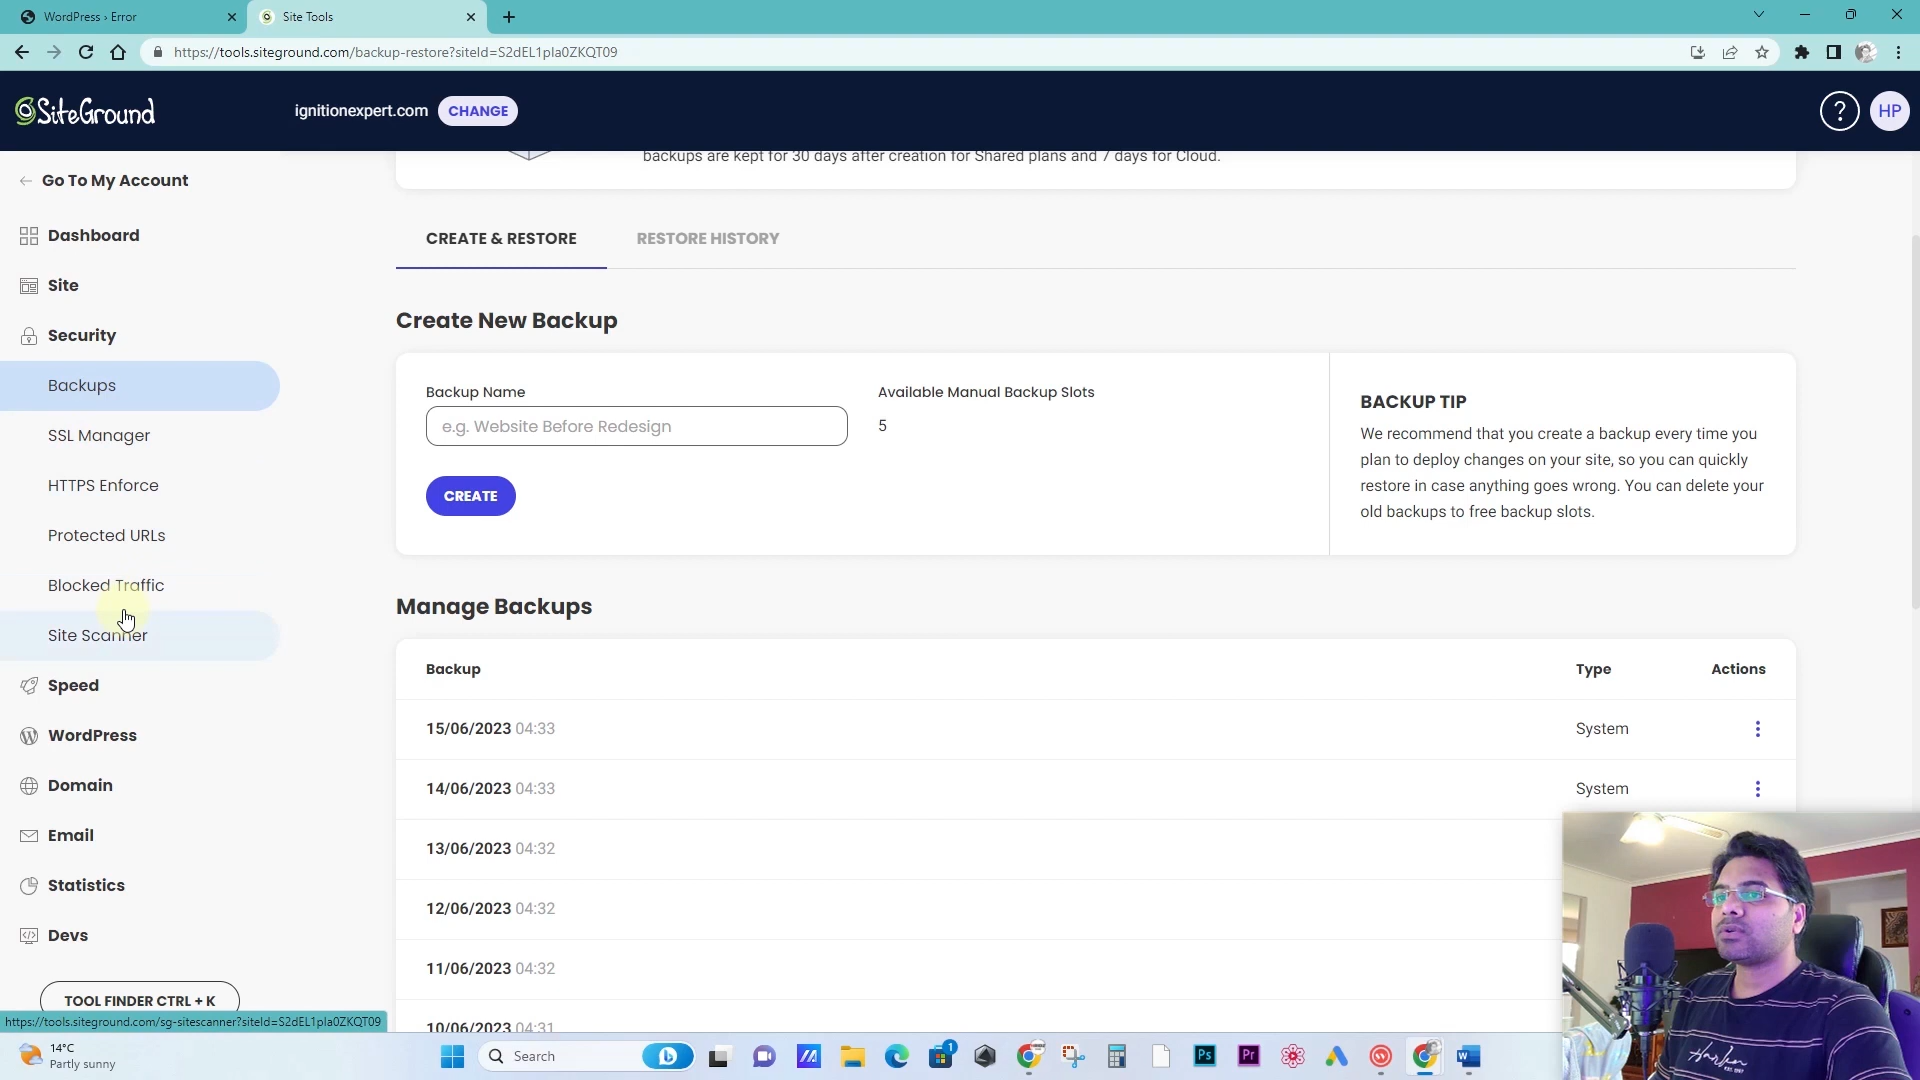 WordPress › Error
Site Tools
https://tools.siteground.com/backup-restore?siteId=S2dEL1pla0ZKQT09
SiteGround
ignitionexpert.com CHANGE
? HP
backups are kept for 30 days after creation for Shared plans and 7 days for Cloud.
Go To My Account
Dashboard
Site
Security
Backups
SSL Manager
HTTPS Enforce
Protected URLs
Blocked Traffic
Site Scanner
Speed
WordPress
Domain
Email
Statistics
Devs
TOOL FINDER CTRL + K
https://tools.siteground.com/sg-sitescanner?siteId=S2dEL1pla0ZKQT09
CREATE & RESTORE RESTORE HISTORY
Create New Backup
Backup Name
e.g. Website Before Redesign
CREATE
Available Manual Backup Slots
5
BACKUP TIP
We recommend that you create a backup every time you
plan to deploy changes on your site, so you can quickly
restore in case anything goes wrong. You can delete your
old backups to free backup slots.
Manage Backups
Backup Type Actions
15/06/2023 04:33 System
14/06/2023 04:33 System
13/06/2023 04:32
12/06/2023 04:32
11/06/2023 04:32
10/06/2023 04:31
14°C
Partly sunny
Search
1
Ps
Pr